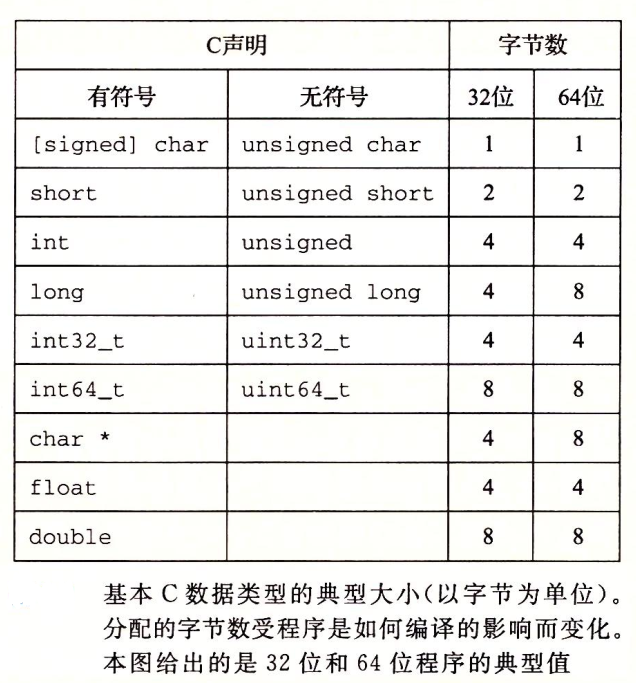 C声明 字节数
有符号 无符号 32位 64位
[signed] char unsigned char 1 1
short unsigned short 2 2
int unsigned 4 4
long unsigned long 4 8
int32_t uint32_t 4 4
int64_t uint64_t 8 8
char * 4 8
float 4 4
double 8 8
基本 C 数据类型的典型大小(以字节为单位)。
分配的字节数受程序是如何编译的影响而变化。
本图给出的是 32 位和 64 位程序的典型值